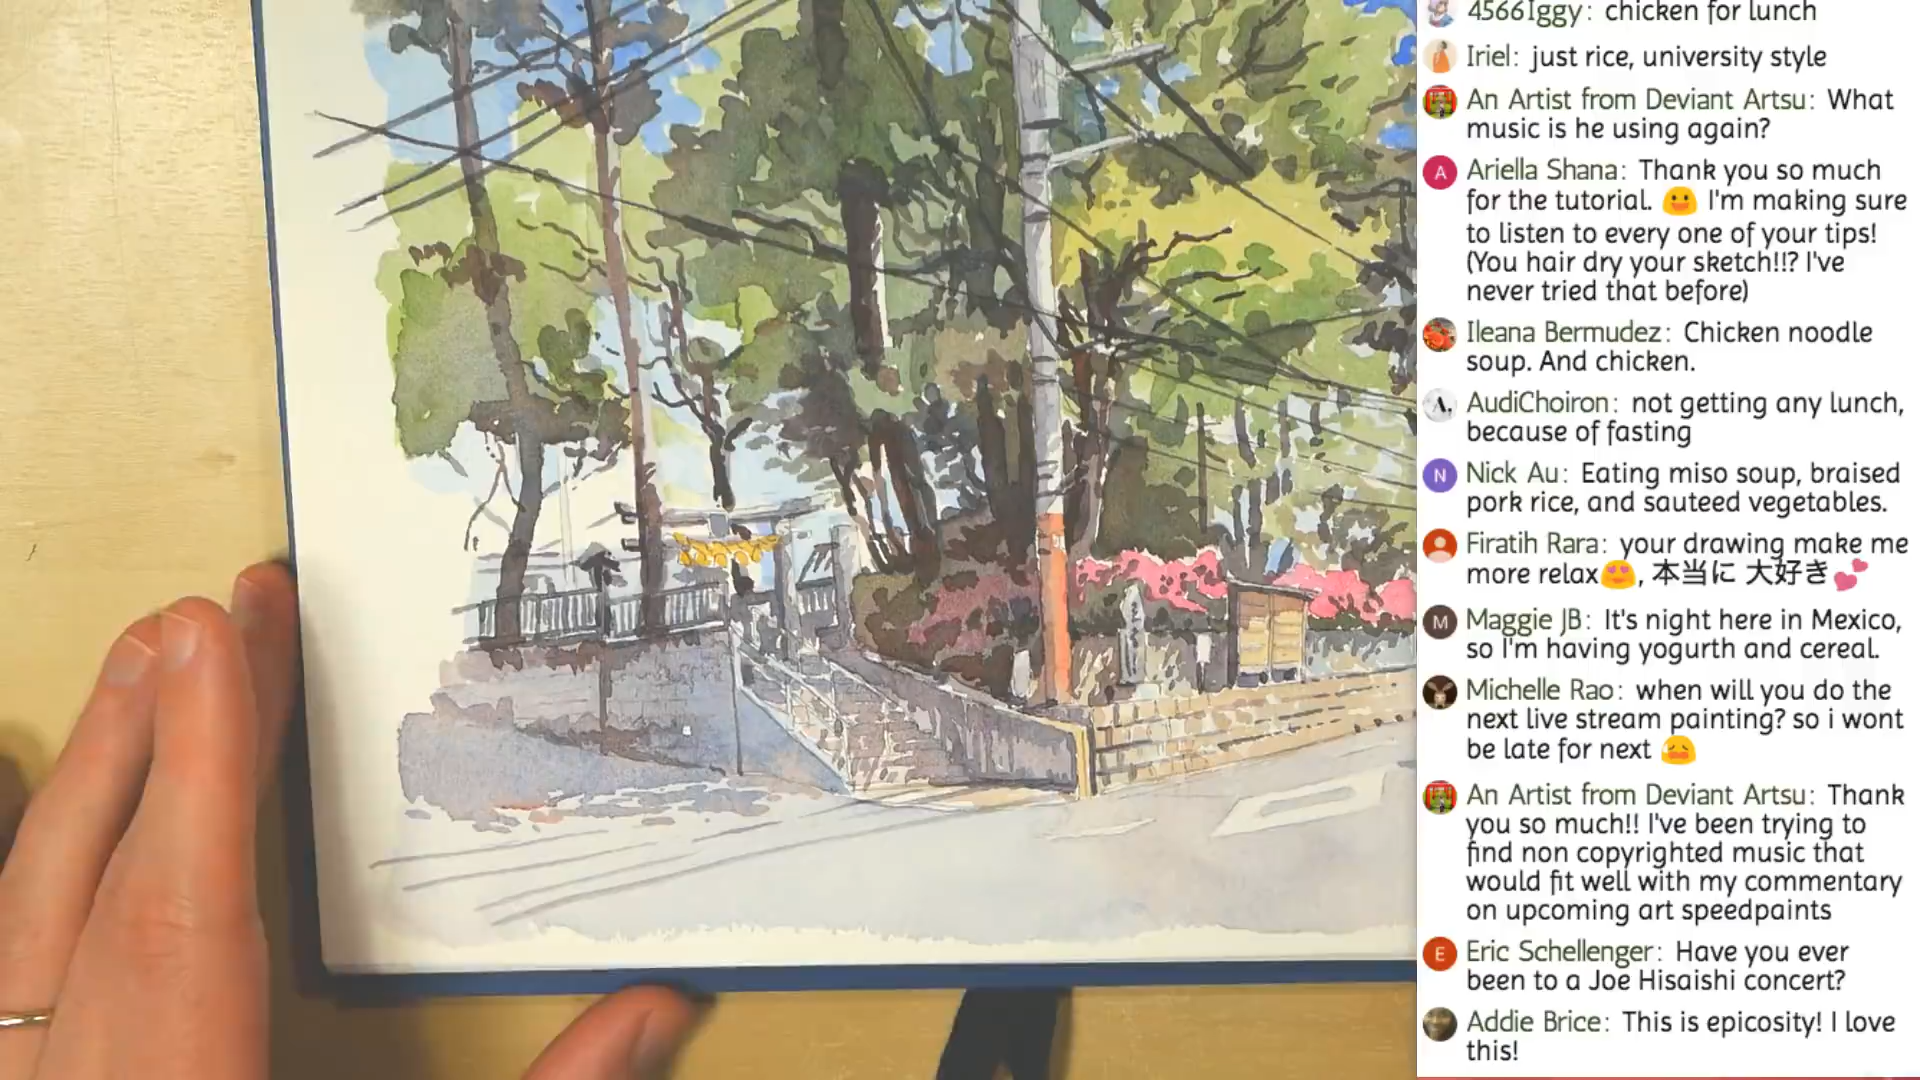 4566Iggy: chicken for lunch
Iriel: just rice, university style
An Artist from Deviant Artsu: What
music is he using again?
A
Ariella Shana: Thank you so much
for the tutorial. 😀 I'm making sure
to listen to every one of your tips!
(You hair dry your sketch!!? I've
never tried that before)
Ileana Bermudez: Chicken noodle
soup. And chicken.
A.
AudiChoiron: not getting any lunch,
because of fasting
N
Nick Au: Eating miso soup, braised
pork rice, and sauteed vegetables.
Firatih Rara: your drawing make me
more relax😍, 本当に 大好き💕
M
Maggie JB: It's night here in Mexico,
so I'm having yogurth and cereal.
Michelle Rao: when will you do the
next live stream painting? so i wont
be late for next 😩
An Artist from Deviant Artsu: Thank
you so much!! I've been trying to
find non copyrighted music that
would fit well with my commentary
on upcoming art speedpaints
E
Eric Schellenger: Have you ever
been to a Joe Hisaishi concert?
Addie Brice: This is epicosity! I love
this!